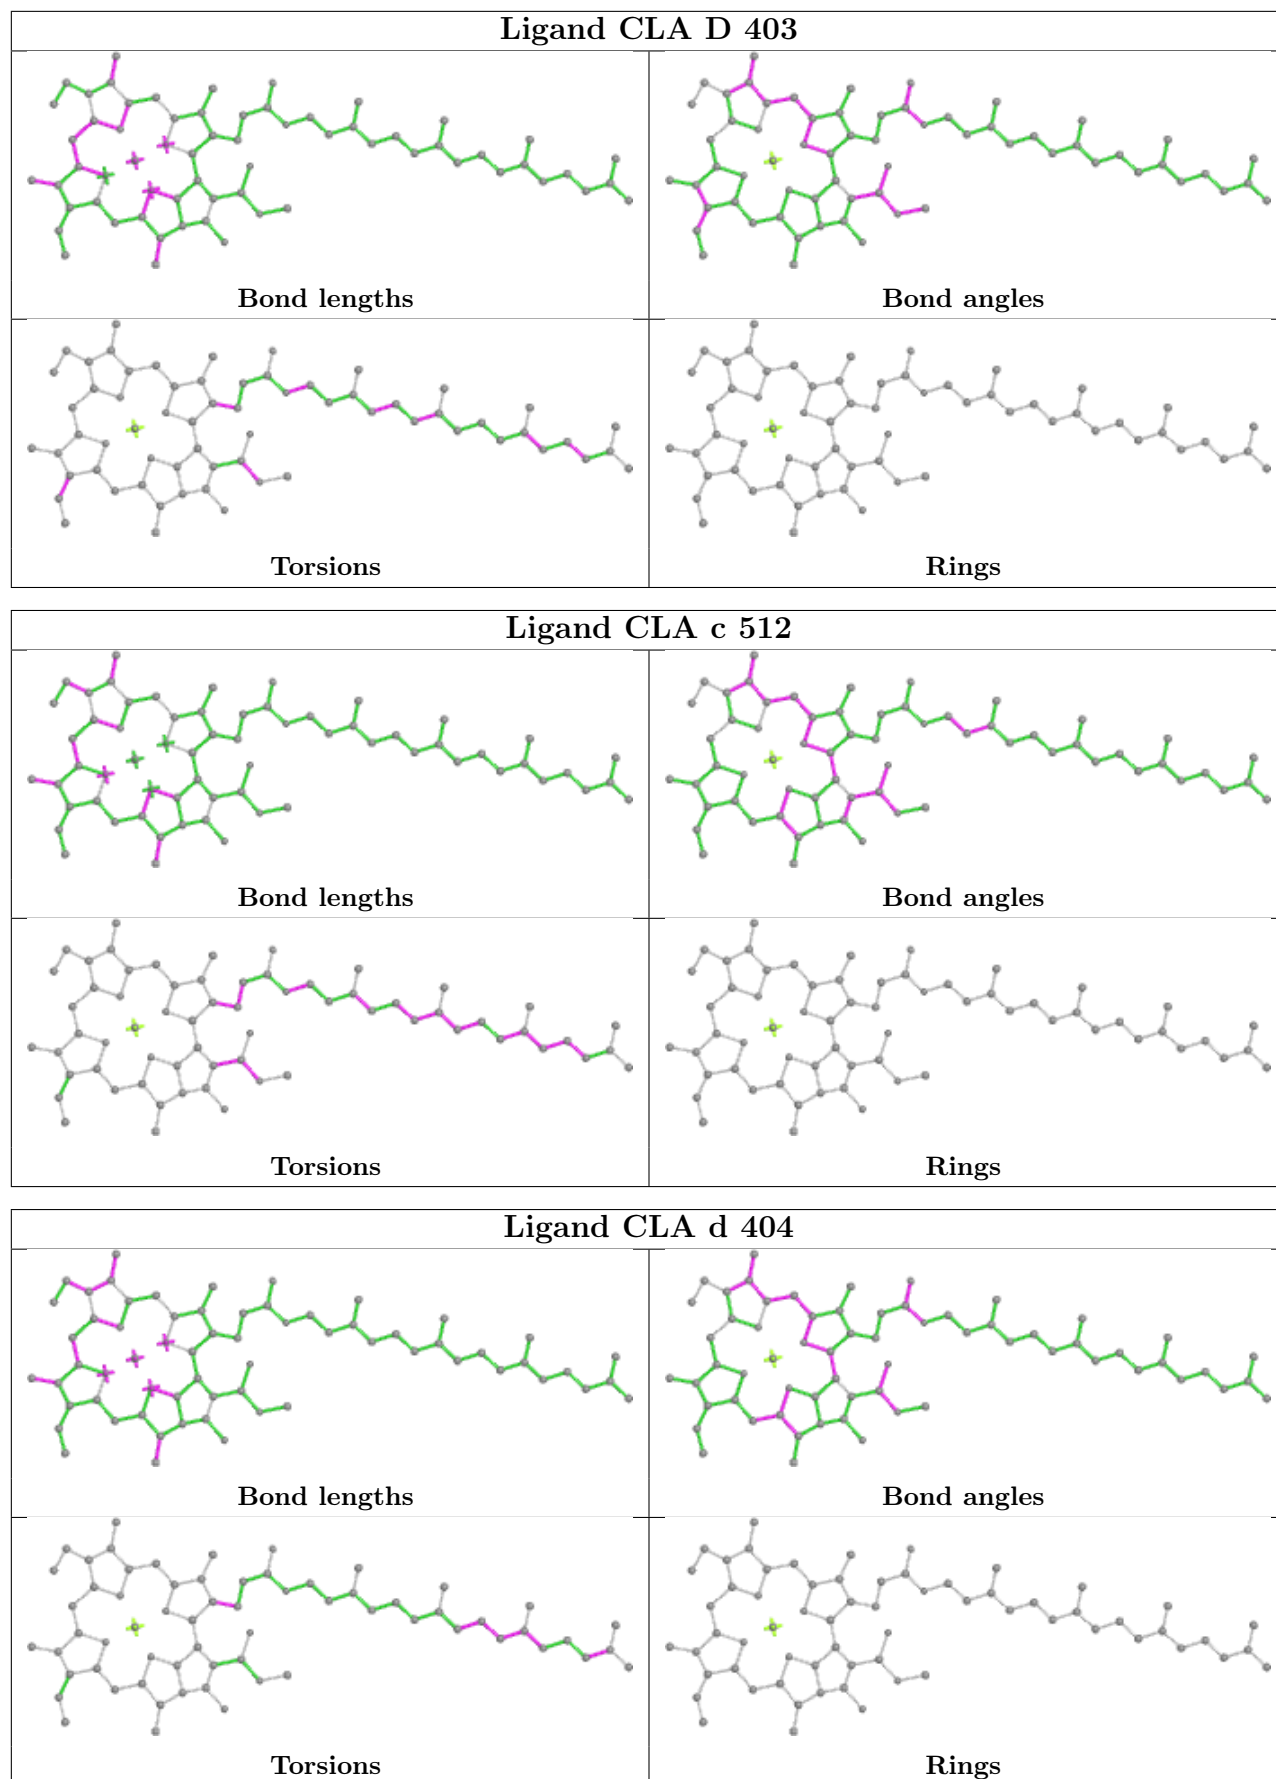 Ligand CLA D 403
Bond lengths
Bond angles
Torsions
Rings
Ligand CLA c 512
Bond lengths
Bond angles
Torsions
Rings
Ligand CLA d 404
Bond lengths
Bond angles
Torsions
Rings